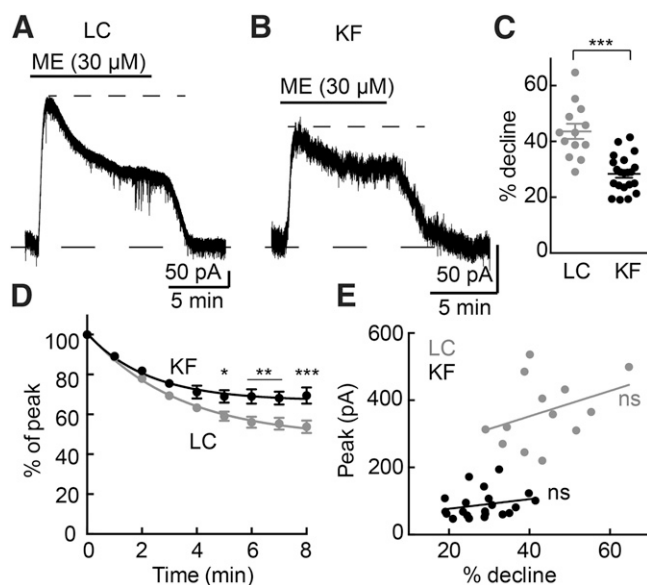 A
LC
ME (30 µM)
50 pA
5 min
B
KF
ME (30 µM)
50 pA
5 min
C
***
% decline
60
40
20
0
LC
KF
D
% of peak
100
80
60
40
20
0
KF
LC
*
**
***
0
2
4
6
8
Time (min)
E
LC
KF
Peak (pA)
600
400
200
0
ns
ns
20
40
60
% decline